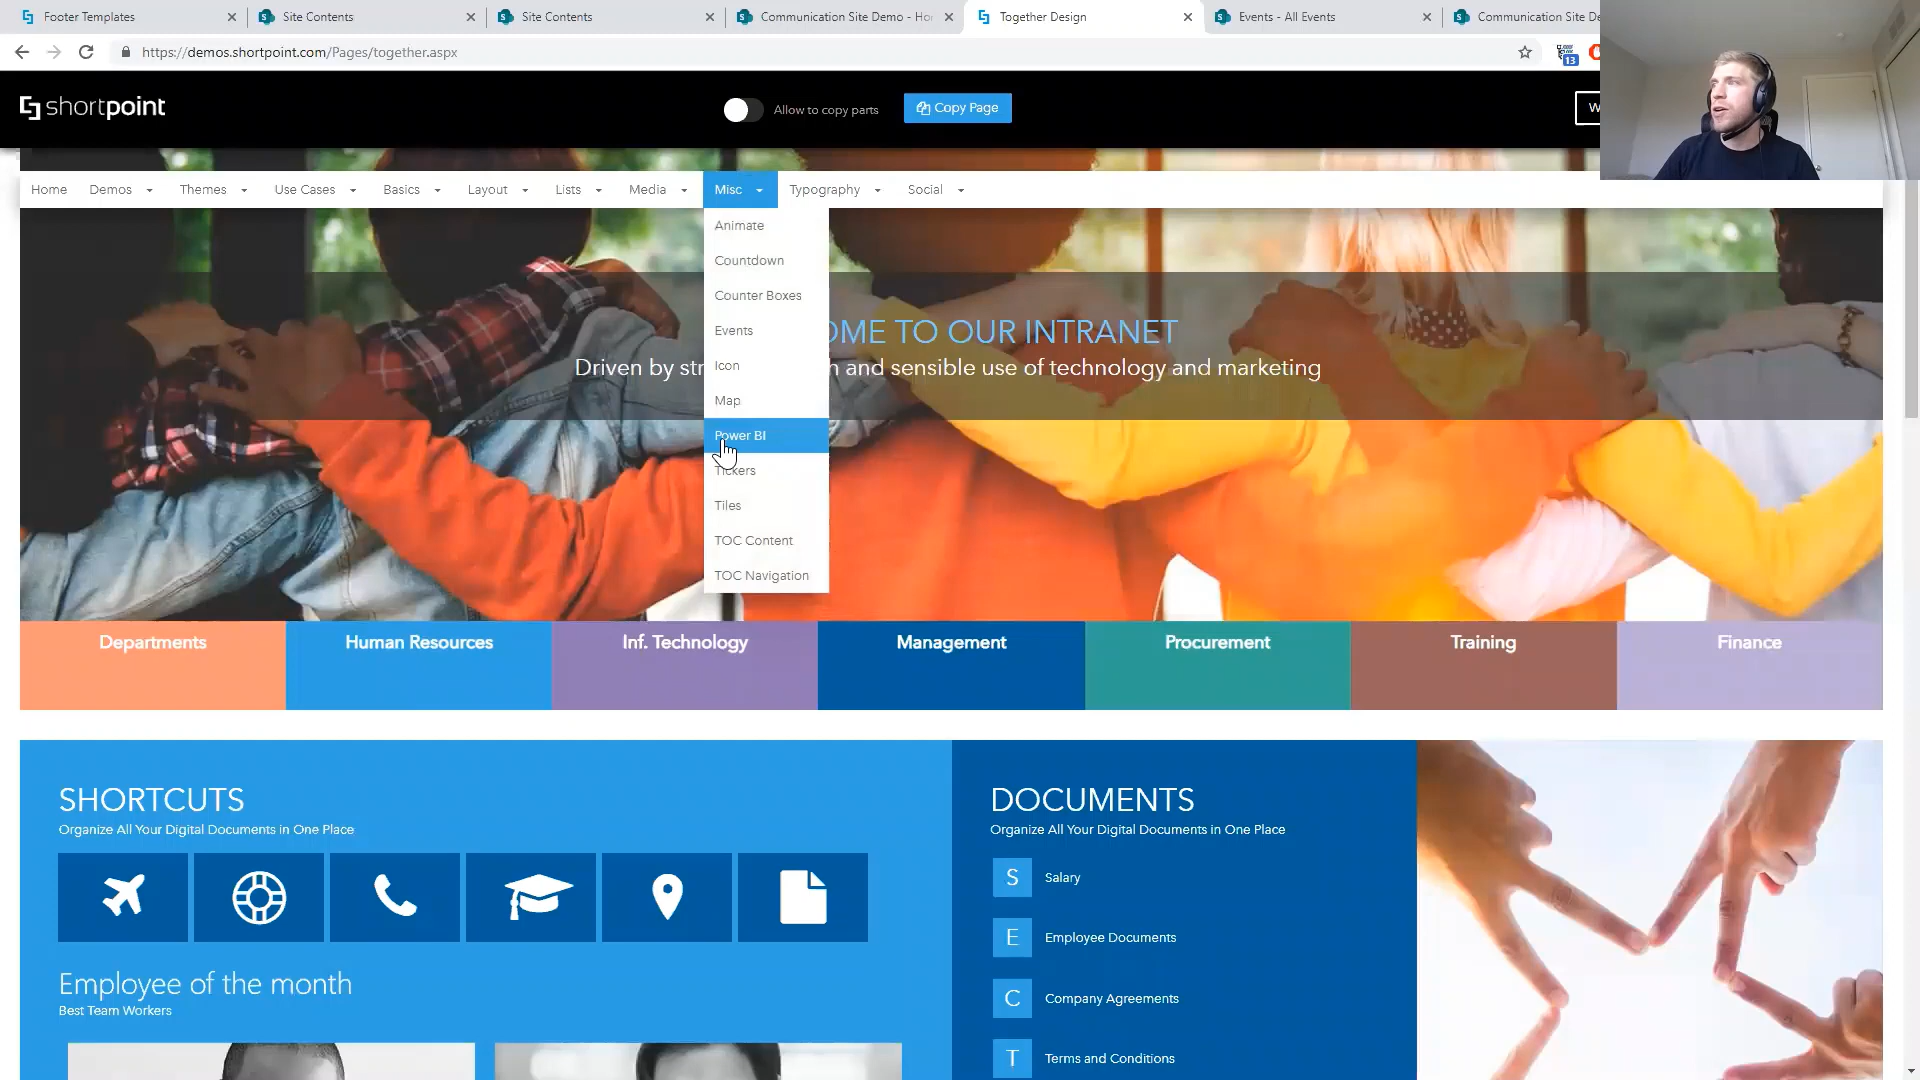 Footer Templates
Site Contents
Site Contents
Communication Site Demo - Ho
Together Design
Events - All Events
Communication Site De
https://demos.shortpoint.com/Pages/together.aspx
13
shortpoint
Allow to copy parts
Copy Page
W
Home
Demos
Themes
Use Cases
Basics
Layout
Lists
Media
Misc
Typography
Social
Animate
Countdown
Counter Boxes
Events
Icon
Map
Power BI
Tickers
Tiles
TOC Content
TOC Navigation
OME TO OUR INTRANET
Driven by str n and sensible use of technology and marketing
Departments
Human Resources
Inf. Technology
Management
Procurement
Training
Finance
SHORTCUTS
Organize All Your Digital Documents in One Place
Employee of the month
Best Team Workers
DOCUMENTS
Organize All Your Digital Documents in One Place
S Salary
E Employee Documents
C Company Agreements
T Terms and Conditions